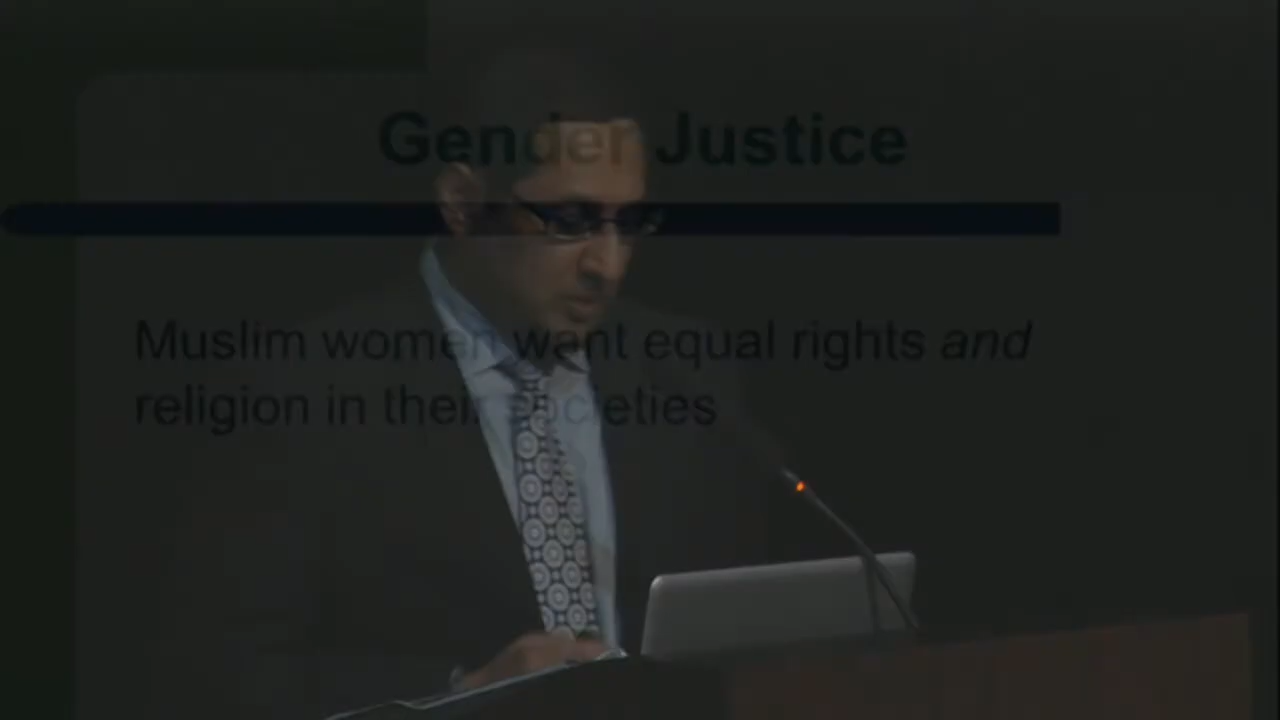 Gender Justice
Muslim women want equal rights and
religion in their societies